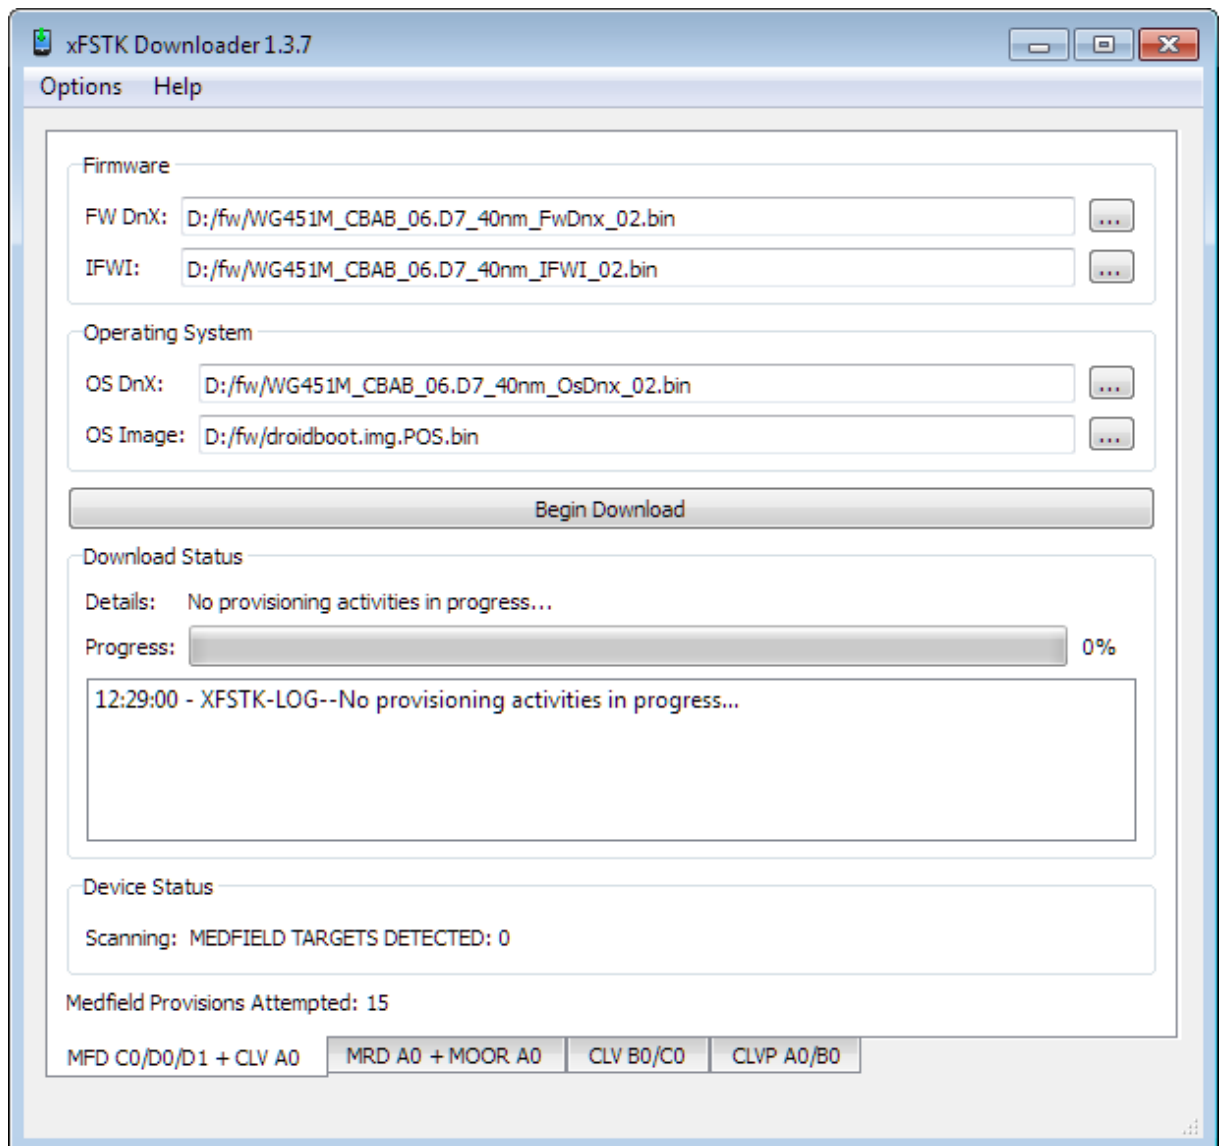 xFSTK Downloader 1.3.7
Options Help
Firmware
FW DnX: D:/fw/WG451M_CBAB_06.D7_40nm_FwDnx_02.bin ...
IFWI: D:/fw/WG451M_CBAB_06.D7_40nm_IFWI_02.bin ...
Operating System
OS DnX: D:/fw/WG451M_CBAB_06.D7_40nm_OsDnx_02.bin ...
OS Image: D:/fw/droidboot.img.POS.bin ...
Begin Download
Download Status
Details: No provisioning activities in progress...
Progress: 0%
12:29:00 - XFSTK-LOG--No provisioning activities in progress...
Device Status
Scanning: MEDFIELD TARGETS DETECTED: 0
Medfield Provisions Attempted: 15
MFD C0/D0/D1 + CLV A0 MRD A0 + MOOR A0 CLV B0/C0 CLVP A0/B0